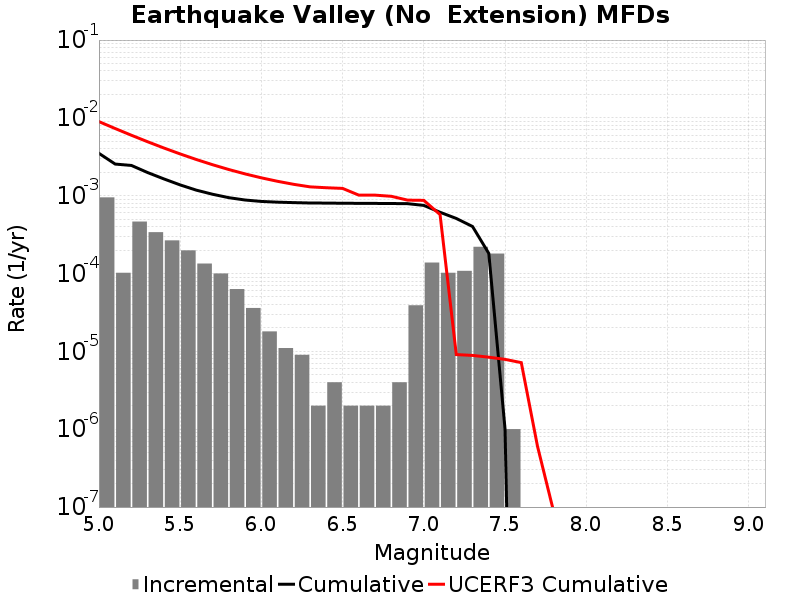 Earthquake Valley (No  Extension) MFDs
10^-1
10^-2
10^-3
10^-4
10^-5
10^-6
10^-7
Rate (1/yr)
5.0 5.5 6.0 6.5 7.0 7.5 8.0 8.5 9.0
Magnitude
Incremental Cumulative UCERF3 Cumulative